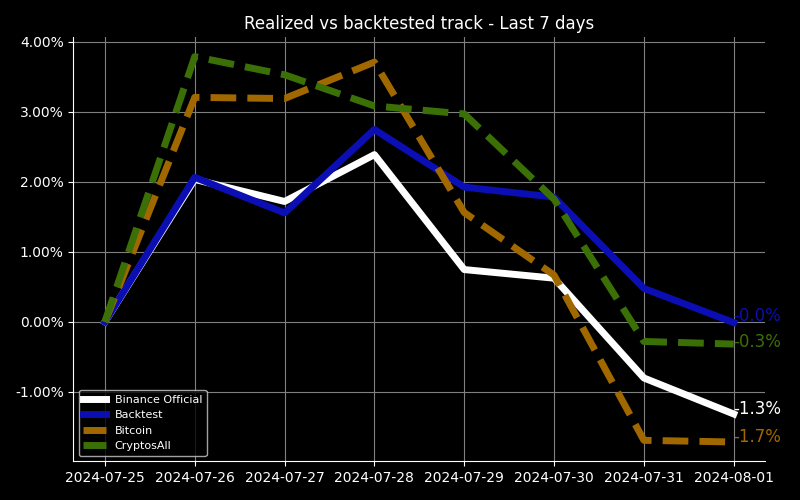 Realized vs backtested track - Last 7 days
4.00%
3.00%
2.00%
1.00%
0.00%
-1.00%
-0.0%
-0.3%
-1.3%
-1.7%
Binance Official
Backtest
Bitcoin
CryptosAll
2024-07-25 2024-07-26 2024-07-27 2024-07-28 2024-07-29 2024-07-30 2024-07-31 2024-08-01